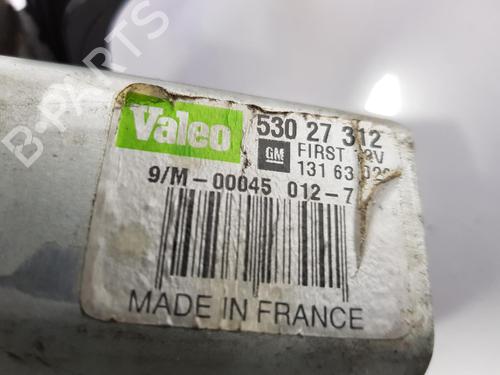 B-PARTS
Valeo 530 27 312
GM FIRST
131 63
9/M-00045 012-7
MADE IN FRANCE